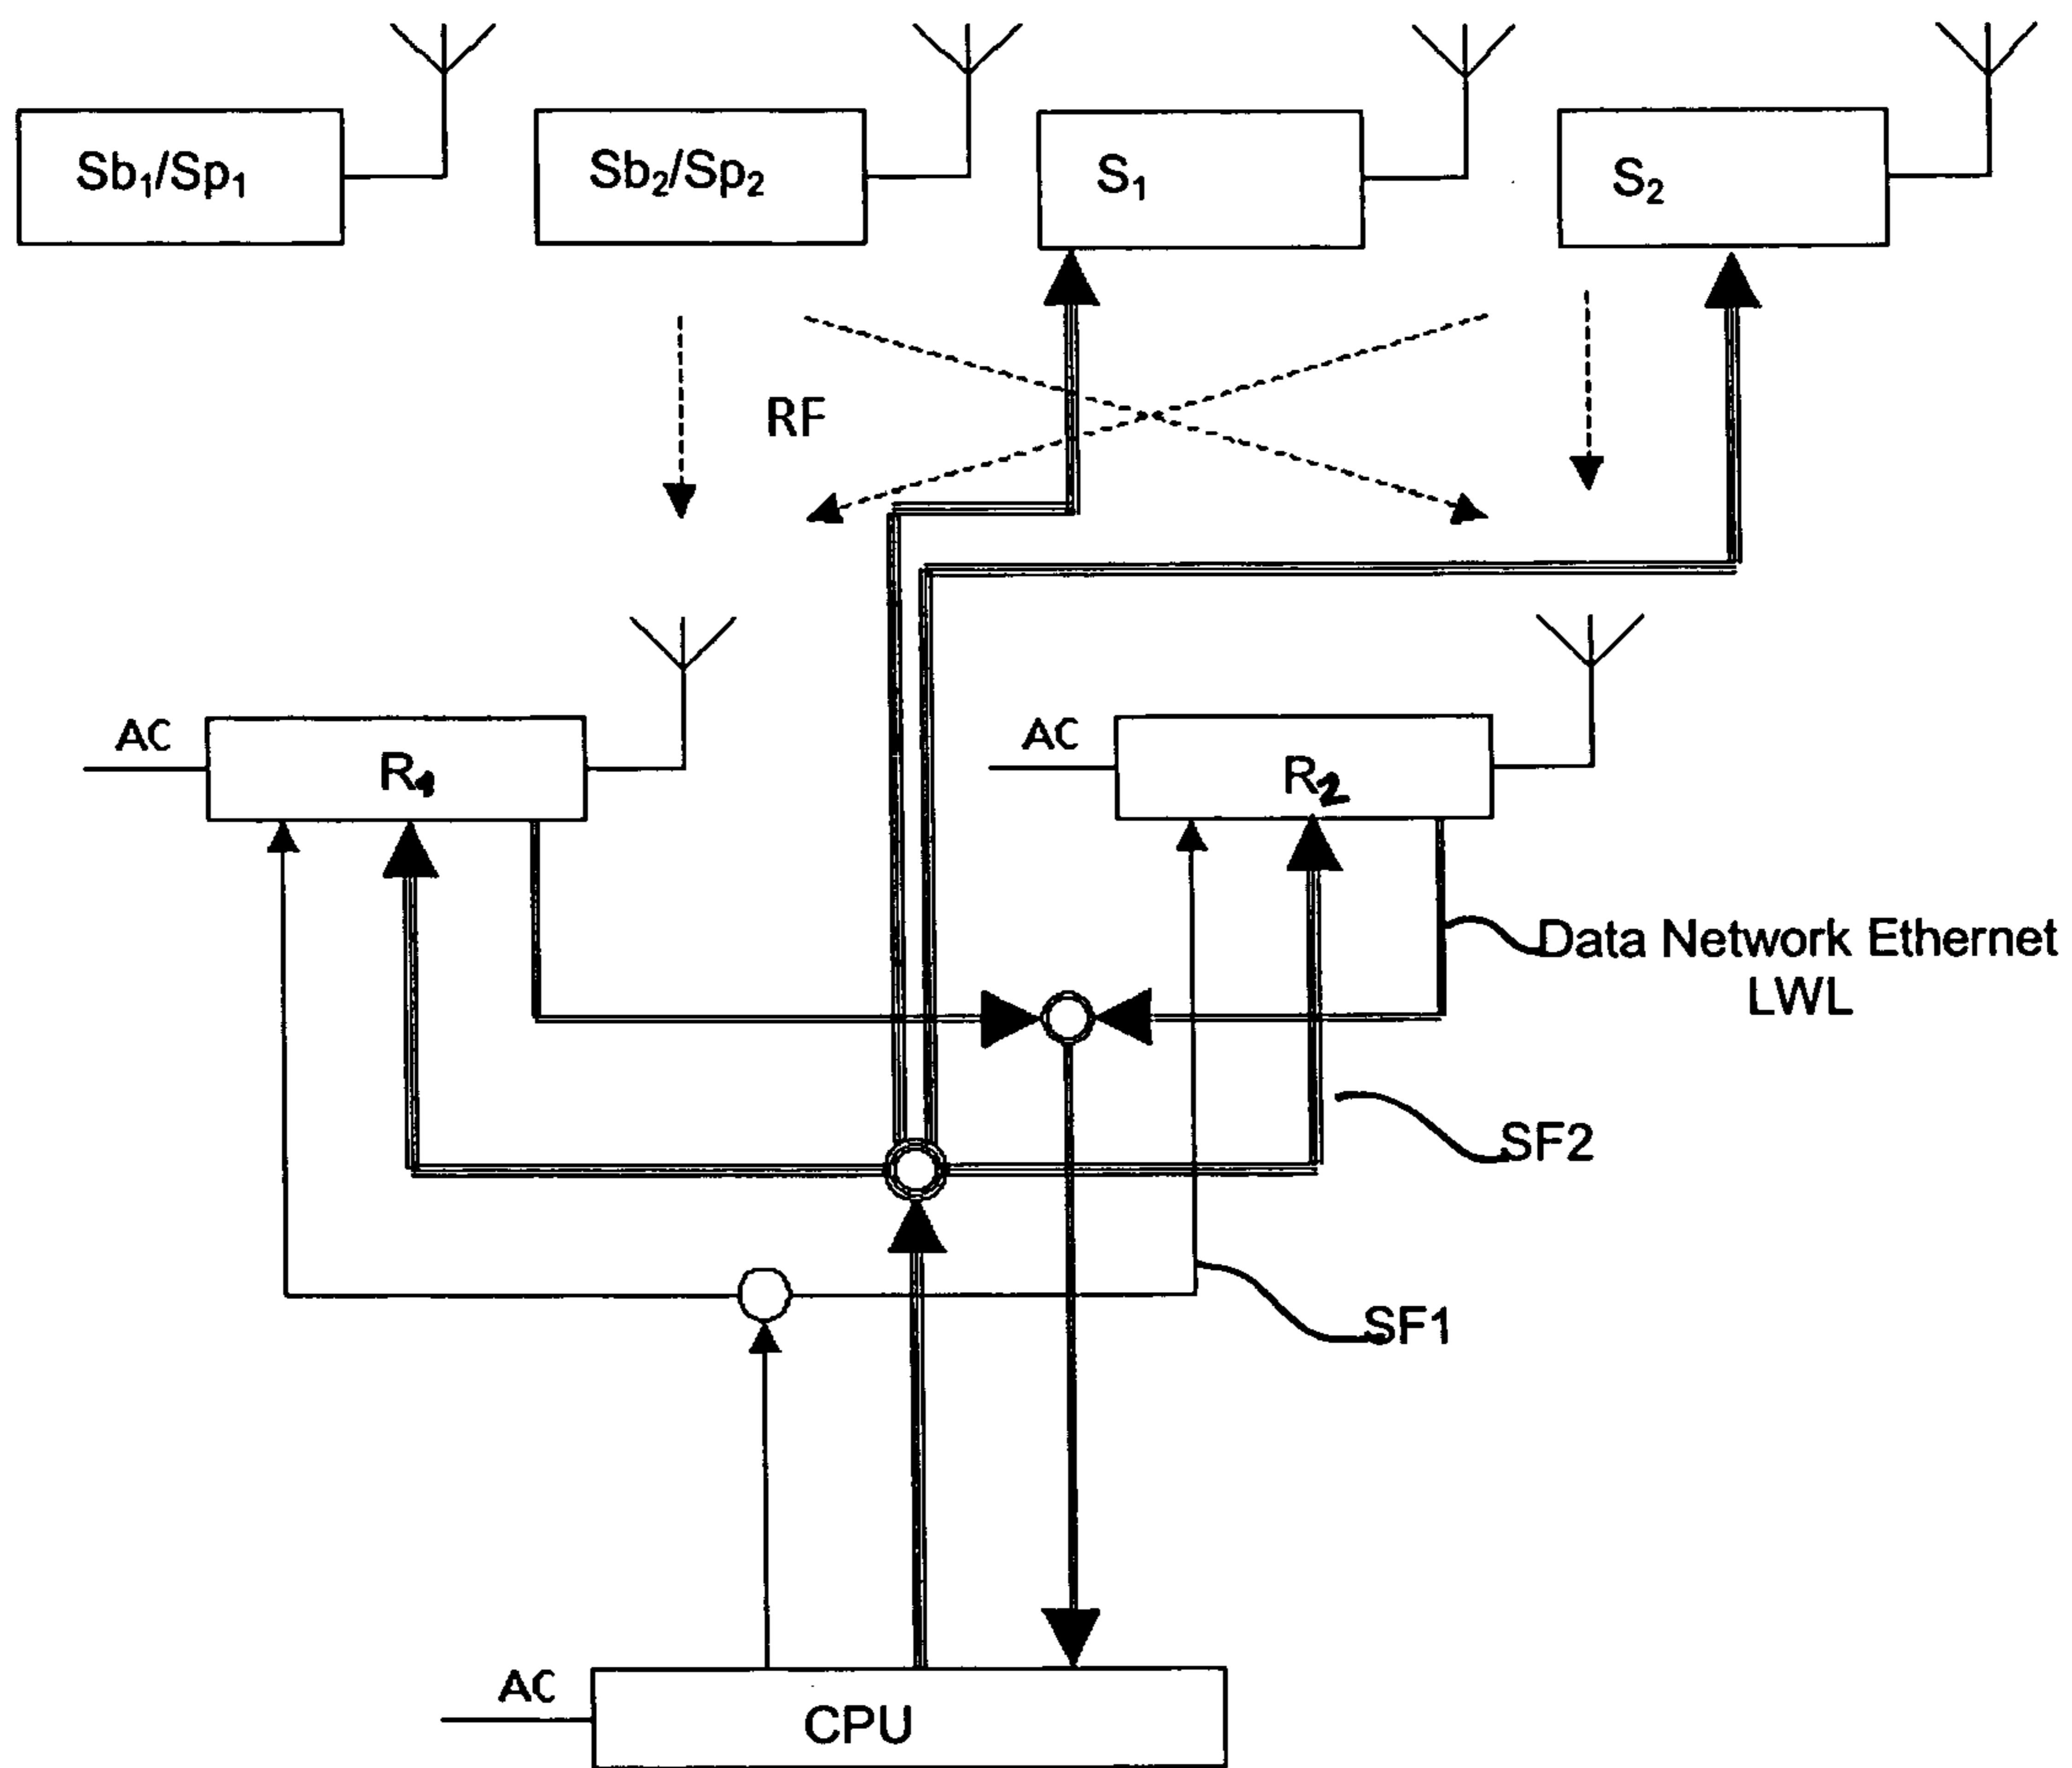 Sb₁/Sp₁
Sb₂/Sp₂
S₁
S₂
RF
AC
R₁
AC
R₂
Data Network Ethernet
LWL
SF2
SF1
AC
CPU